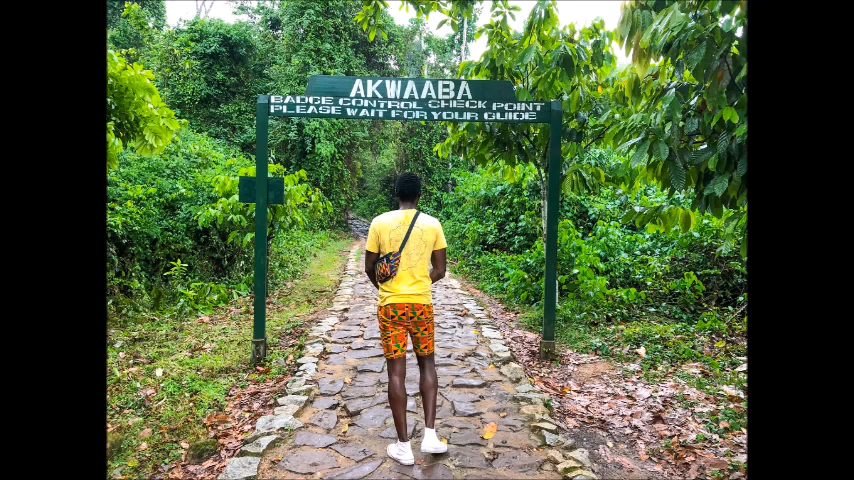 AKWAABA
BADGE CONTROL CHECK POINT
PLEASE WAIT FOR YOUR GUIDE